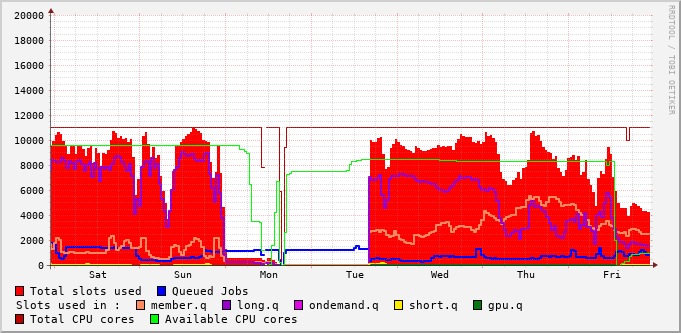 RRDTOOL / TOBI OETIKER
20000
18000
16000
14000
12000
10000
8000
6000
4000
2000
0
Sat Sun Mon Tue Wed Thu Fri
Total slots used Queued Jobs
Slots used in : member.q long.q ondemand.q short.q gpu.q
Total CPU cores Available CPU cores